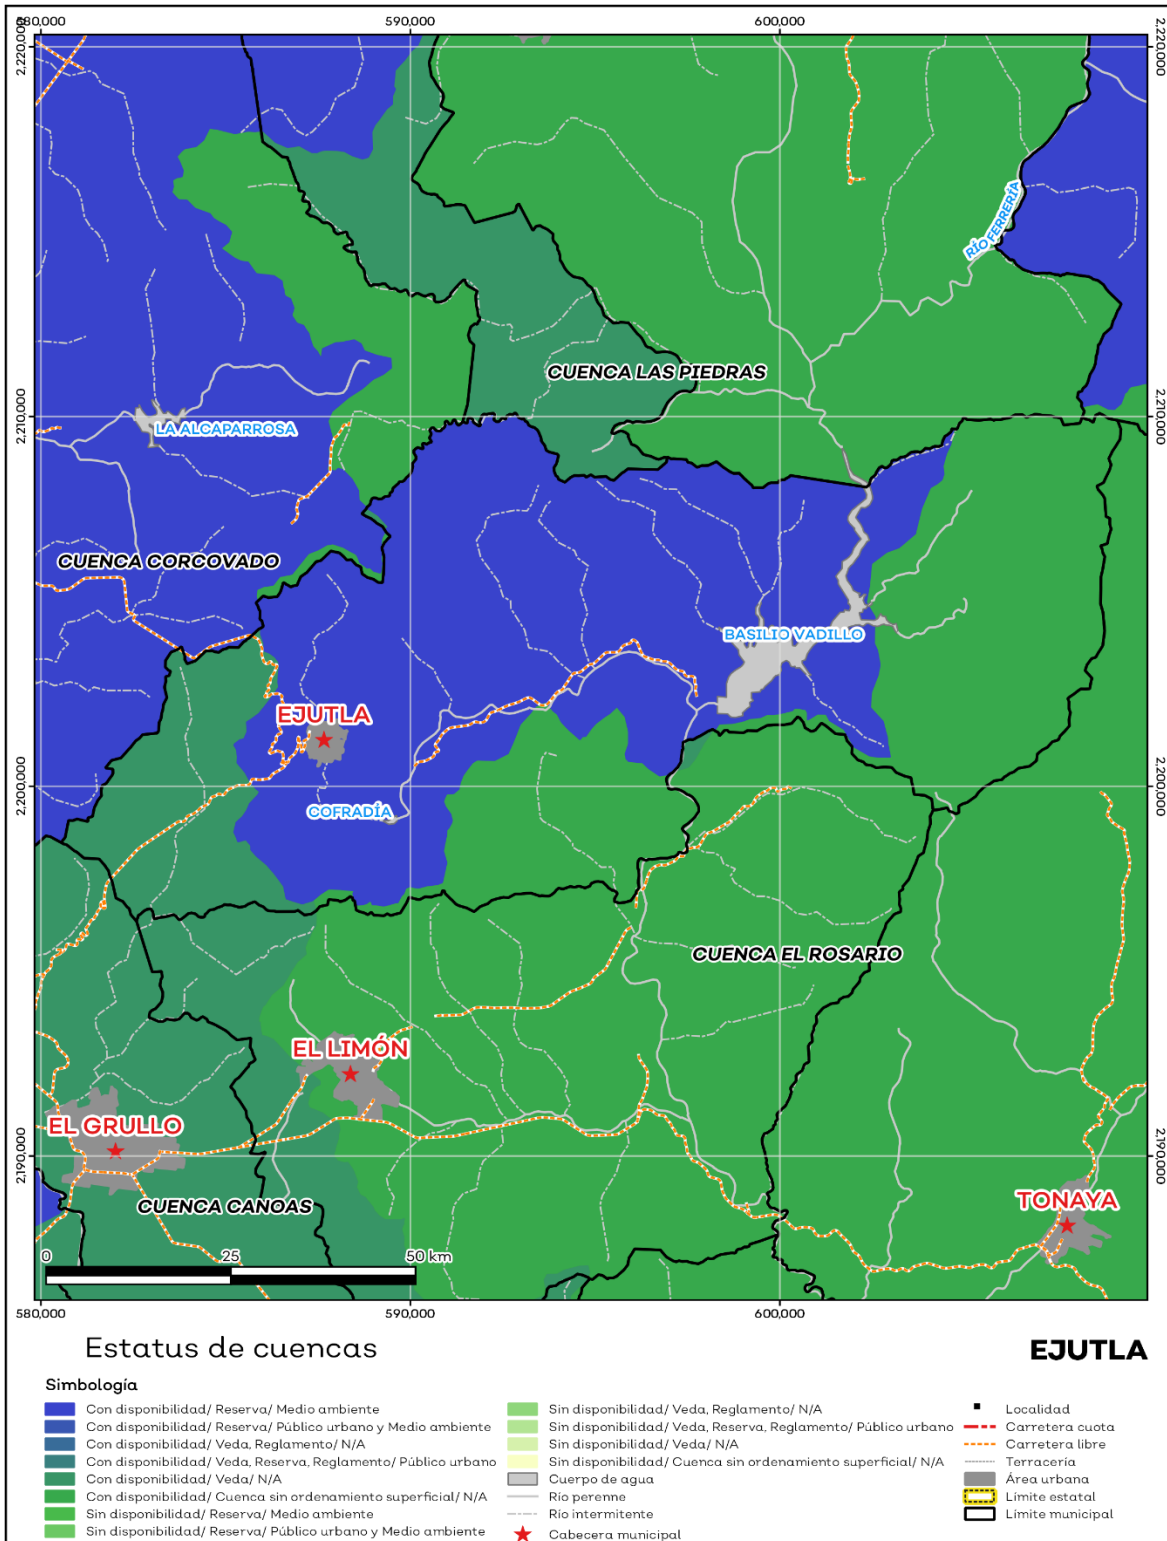 580,000
590,000
600,000
2,220,000
2,220,000
RÍO FERRERÍA
CUENCA LAS PIEDRAS
2,210,000
2,210,000
LA ALCAPARROSA
CUENCA CORCOVADO
BASILIO VADILLO
EJUTLA
2,200,000
2,200,000
COFRADÍA
CUENCA EL ROSARIO
EL LIMÓN
EL GRULLO
2,190,000
2,190,000
CUENCA CANOAS
TONAYA
0 25 50 km
580,000
590,000
600,000
Estatus de cuencas
EJUTLA
Simbología
Con disponibilidad/ Reserva/ Medio ambiente
Con disponibilidad/ Reserva/ Público urbano y Medio ambiente
Con disponibilidad/ Veda, Reglamento/ N/A
Con disponibilidad/ Veda, Reserva, Reglamento/ Público urbano
Con disponibilidad/ Veda/ N/A
Con disponibilidad/ Cuenca sin ordenamiento superficial/ N/A
Sin disponibilidad/ Reserva/ Medio ambiente
Sin disponibilidad/ Reserva/ Público urbano y Medio ambiente
Sin disponibilidad/ Veda, Reglamento/ N/A
Sin disponibilidad/ Veda, Reserva, Reglamento/ Público urbano
Sin disponibilidad/ Veda/ N/A
Sin disponibilidad/ Cuenca sin ordenamiento superficial/ N/A
Cuerpo de agua
Río perenne
Río intermitente
Cabecera municipal
Localidad
Carretera cuota
Carretera libre
Terracería
Área urbana
Límite estatal
Límite municipal